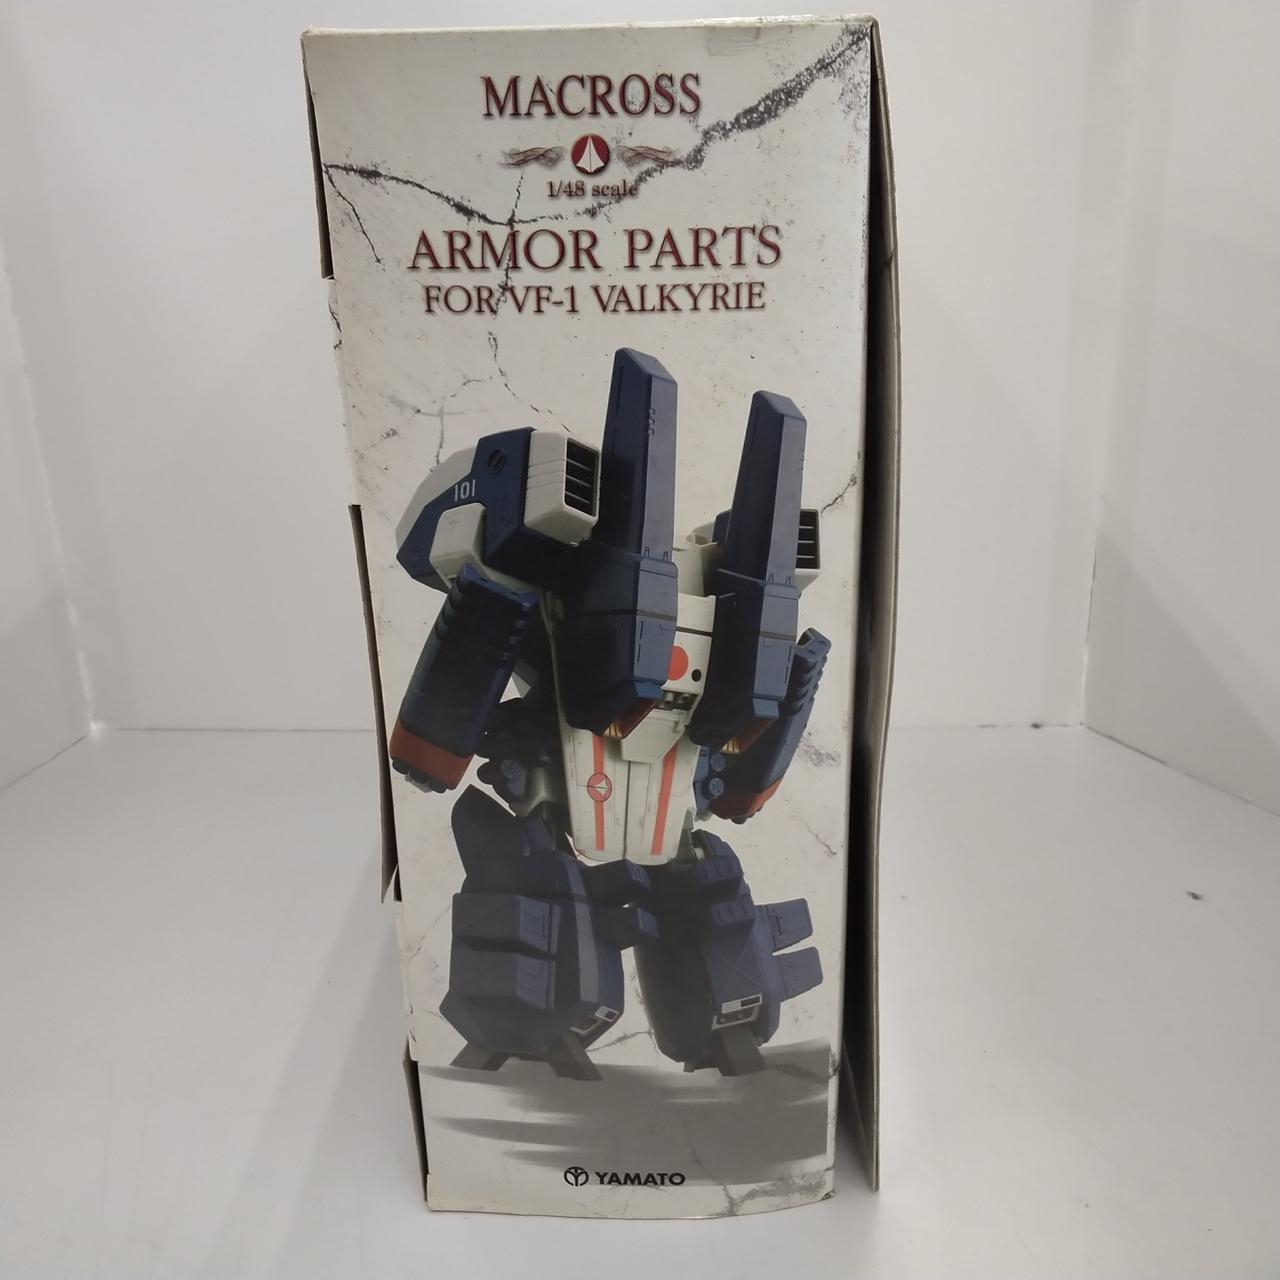 MACROSS
1/48 scale
ARMOR PARTS
FOR VF-1 VALKYRIE
101
YAMATO